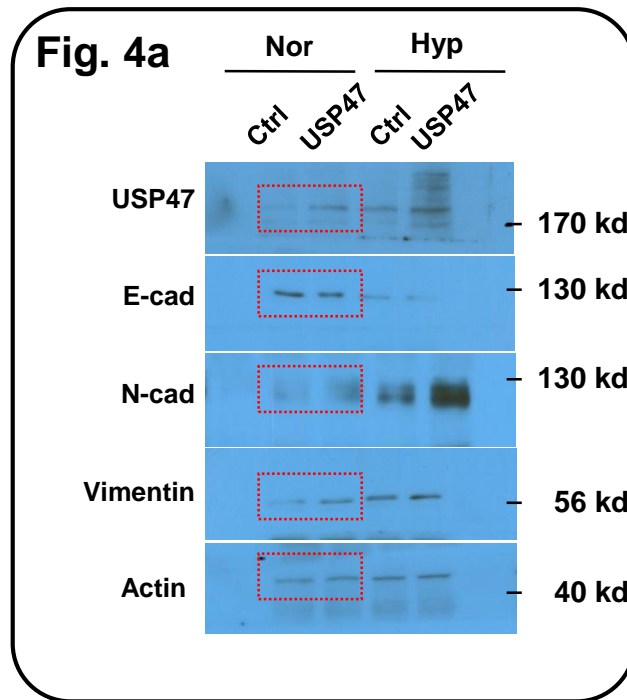 Fig. 4a
Nor Hyp
Ctrl USP47 Ctrl USP47
USP47
170 kd
E-cad
130 kd
N-cad
130 kd
Vimentin
56 kd
Actin
40 kd